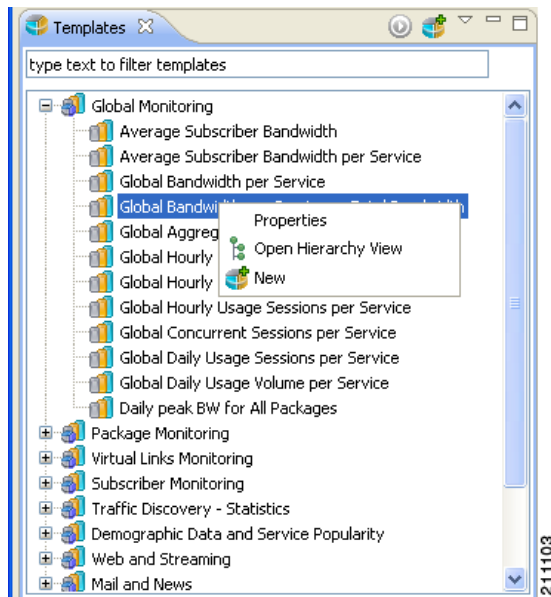 Templates
type text to filter templates
Global Monitoring
Average Subscriber Bandwidth
Average Subscriber Bandwidth per Service
Global Bandwidth per Service
Global Bandwi
Properties
Global Aggreg
Open Hierarchy View
Global Hourly
New
Global Hourly
Global Hourly Usage Sessions per Service
Global Concurrent Sessions per Service
Global Daily Usage Sessions per Service
Global Daily Usage Volume per Service
Daily peak BW for All Packages
Package Monitoring
Virtual Links Monitoring
Subscriber Monitoring
Traffic Discovery - Statistics
Demographic Data and Service Popularity
Web and Streaming
Mail and News
211103